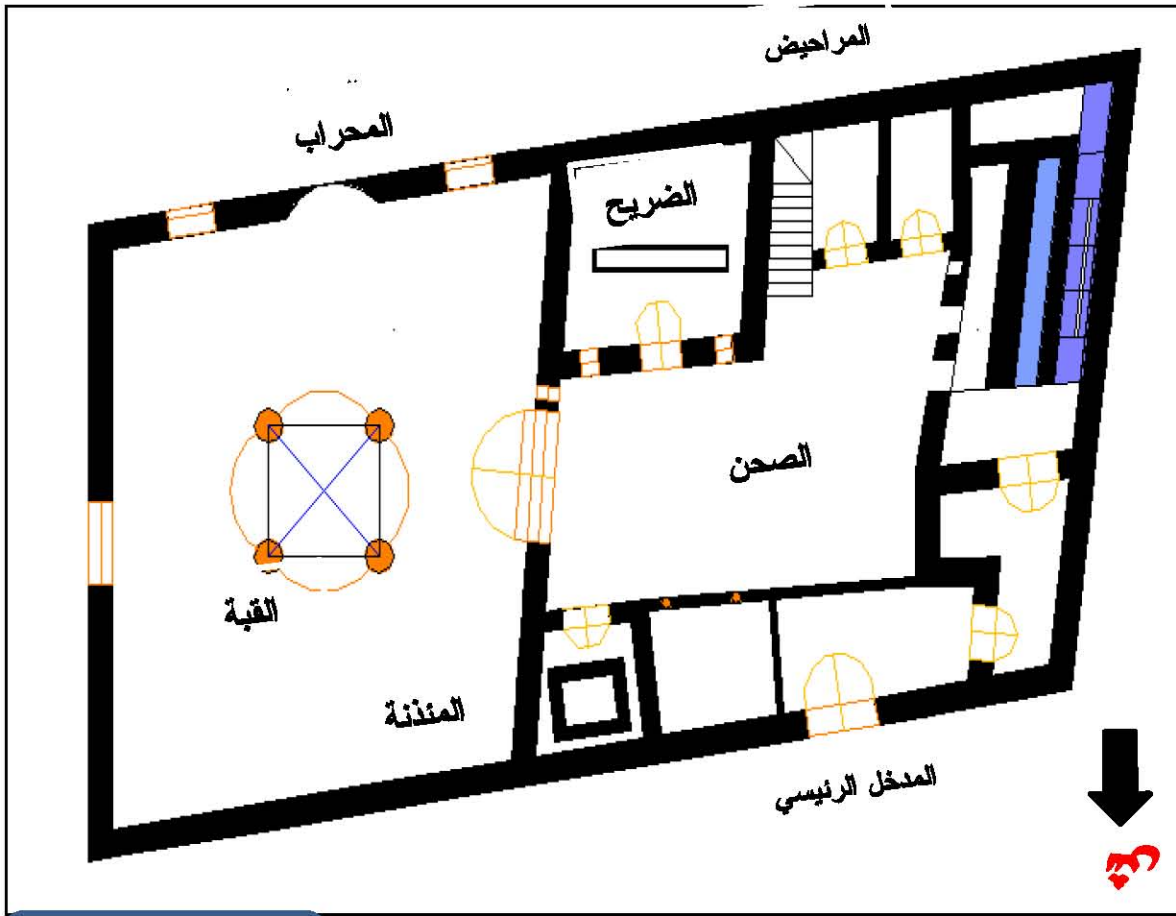 المراحيض
المحراب
الضريح
الصحن
القبة
المئذنة
المدخل الرئيسي